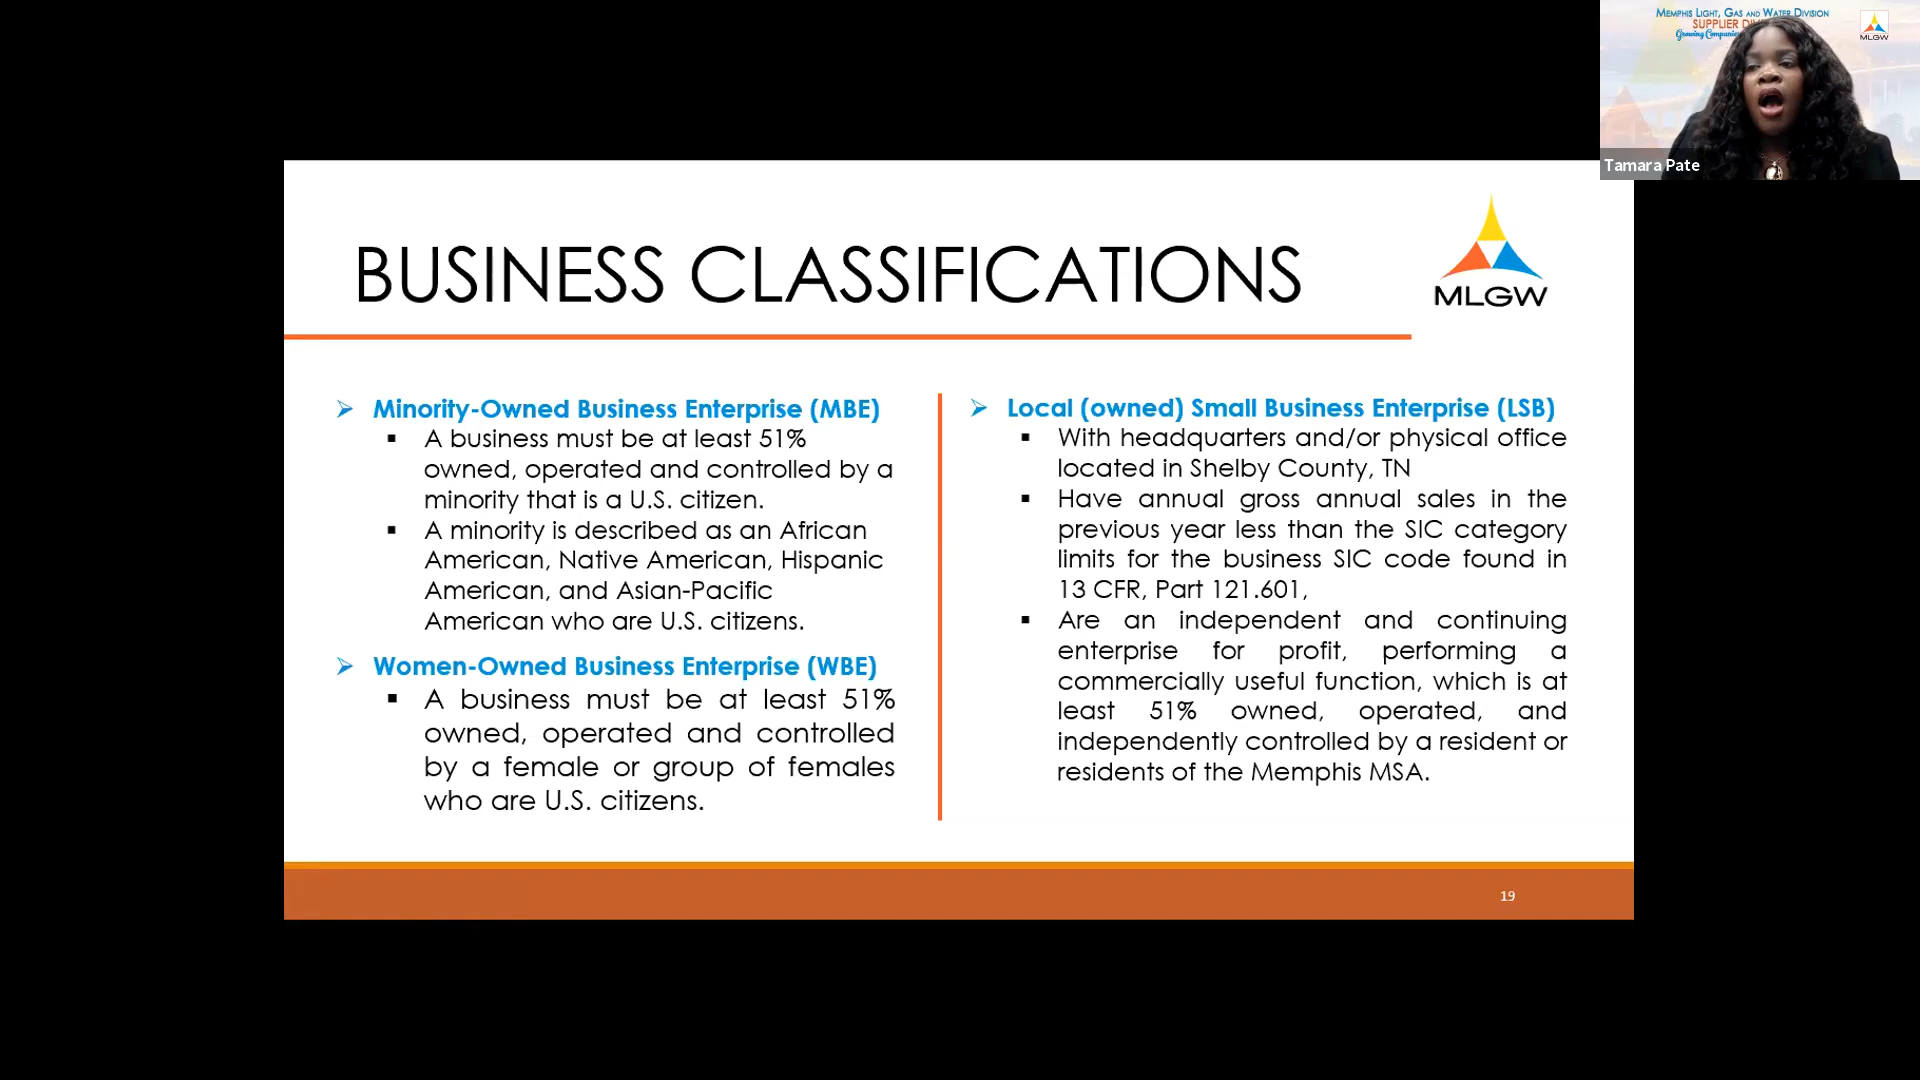 MEMPHIS LIGHT, GAS AND WATER DIVISION
SUPPLIER
Growing
MLGW
Tamara Pate
BUSINESS CLASSIFICATIONS
MLGW
➢ Minority-Owned Business Enterprise (MBE)
▪ A business must be at least 51%
owned, operated and controlled by a
minority that is a U.S. citizen.
▪ A minority is described as an African
American, Native American, Hispanic
American, and Asian-Pacific
American who are U.S. citizens.
➢ Women-Owned Business Enterprise (WBE)
▪ A business must be at least 51%
owned, operated and controlled
by a female or group of females
who are U.S. citizens.
➢ Local (owned) Small Business Enterprise (LSB)
▪ With headquarters and/or physical office
located in Shelby County, TN
▪ Have annual gross annual sales in the
previous year less than the SIC category
limits for the business SIC code found in
13 CFR, Part 121.601,
▪ Are an independent and continuing
enterprise for profit, performing a
commercially useful function, which is at
least 51% owned, operated, and
independently controlled by a resident or
residents of the Memphis MSA.
19